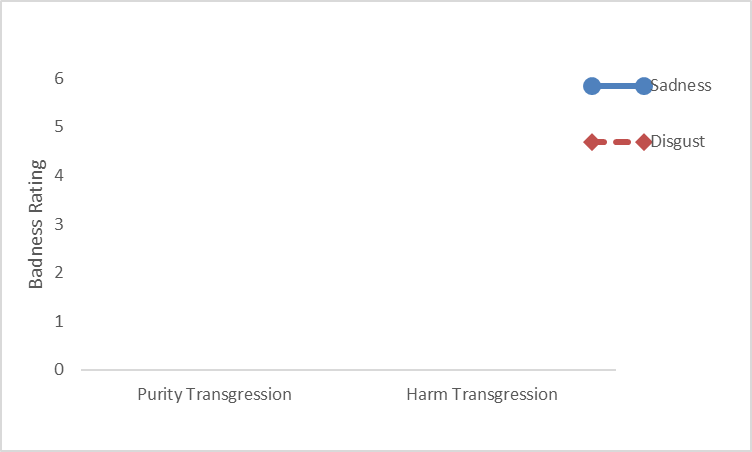 6
Sadness
5
Disgust
4
Badness Rating
3
2
1
0
Purity Transgression
Harm Transgression